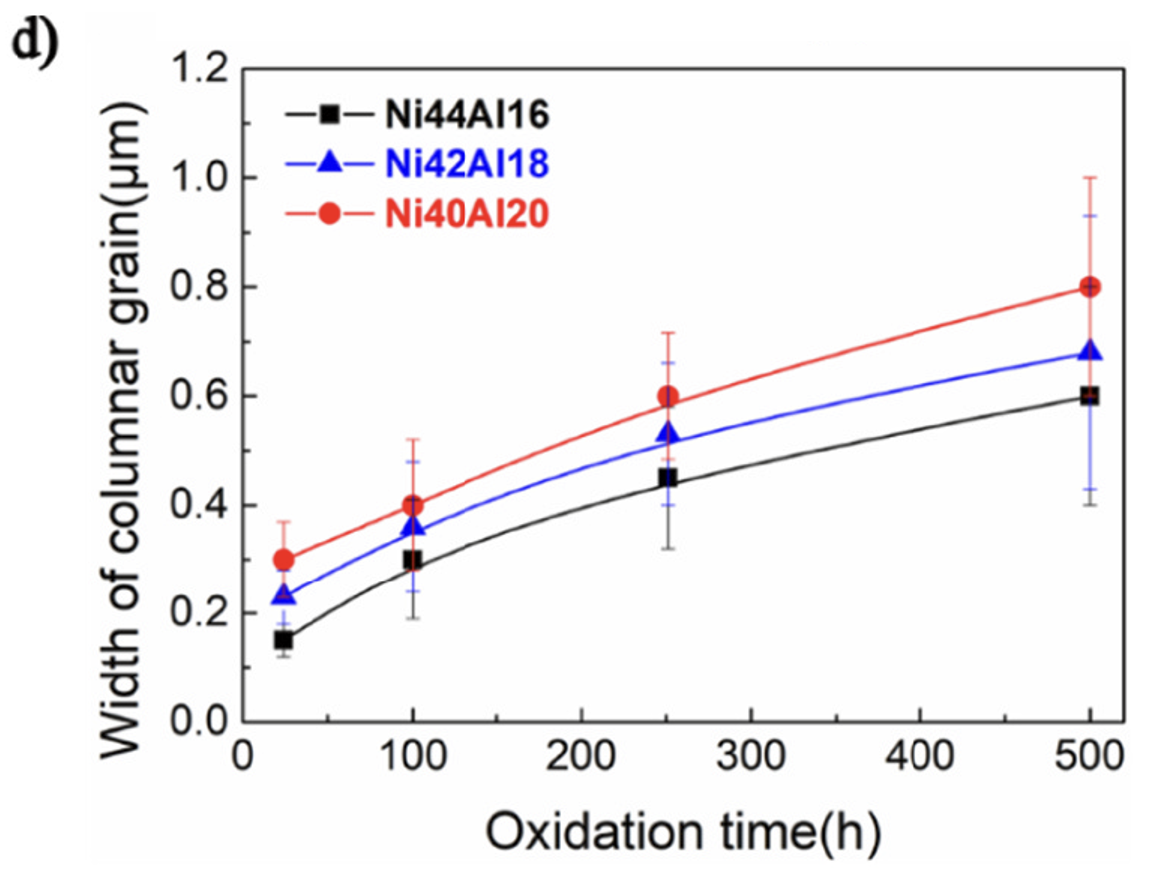 d)
1.2
1.0
0.8
0.6
0.4
0.2
0.0
Width of columnar grain(μm)
Ni44Al16
Ni42Al18
Ni40Al20
0 100 200 300 400 500
Oxidation time(h)